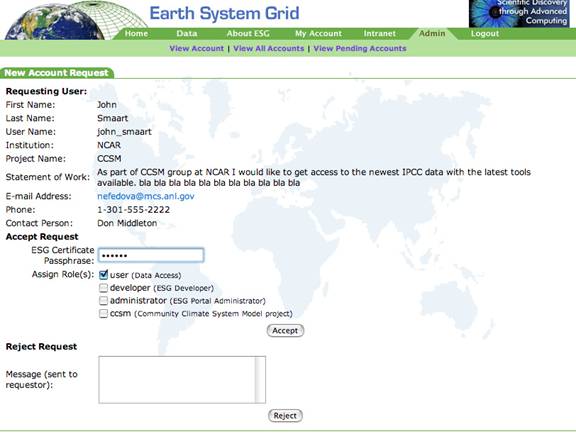 Earth System Grid
Scientific Discovery
through Advanced
Computing
Home Data About ESG My Account Intranet Admin Logout
View Account | View All Accounts | View Pending Accounts
New Account Request
Requesting User:
First Name: John
Last Name: Smaart
User Name: john_smaart
Institution: NCAR
Project Name: CCSM
Statement of Work: As part of CCSM group at NCAR I would like to get access to the newest IPCC data with the latest tools
available. bla bla bla bla bla bla bla bla bla bla bla
E-mail Address: nefedova@mcs.anl.gov
Phone: 1-301-555-2222
Contact Person: Don Middleton
Accept Request
ESG Certificate
Passphrase: ••••••
Assign Role(s): user (Data Access)
developer (ESG Developer)
administrator (ESG Portal Administrator)
ccsm (Community Climate System Model project)
Accept
Reject Request
Message (sent to
requestor):
Reject